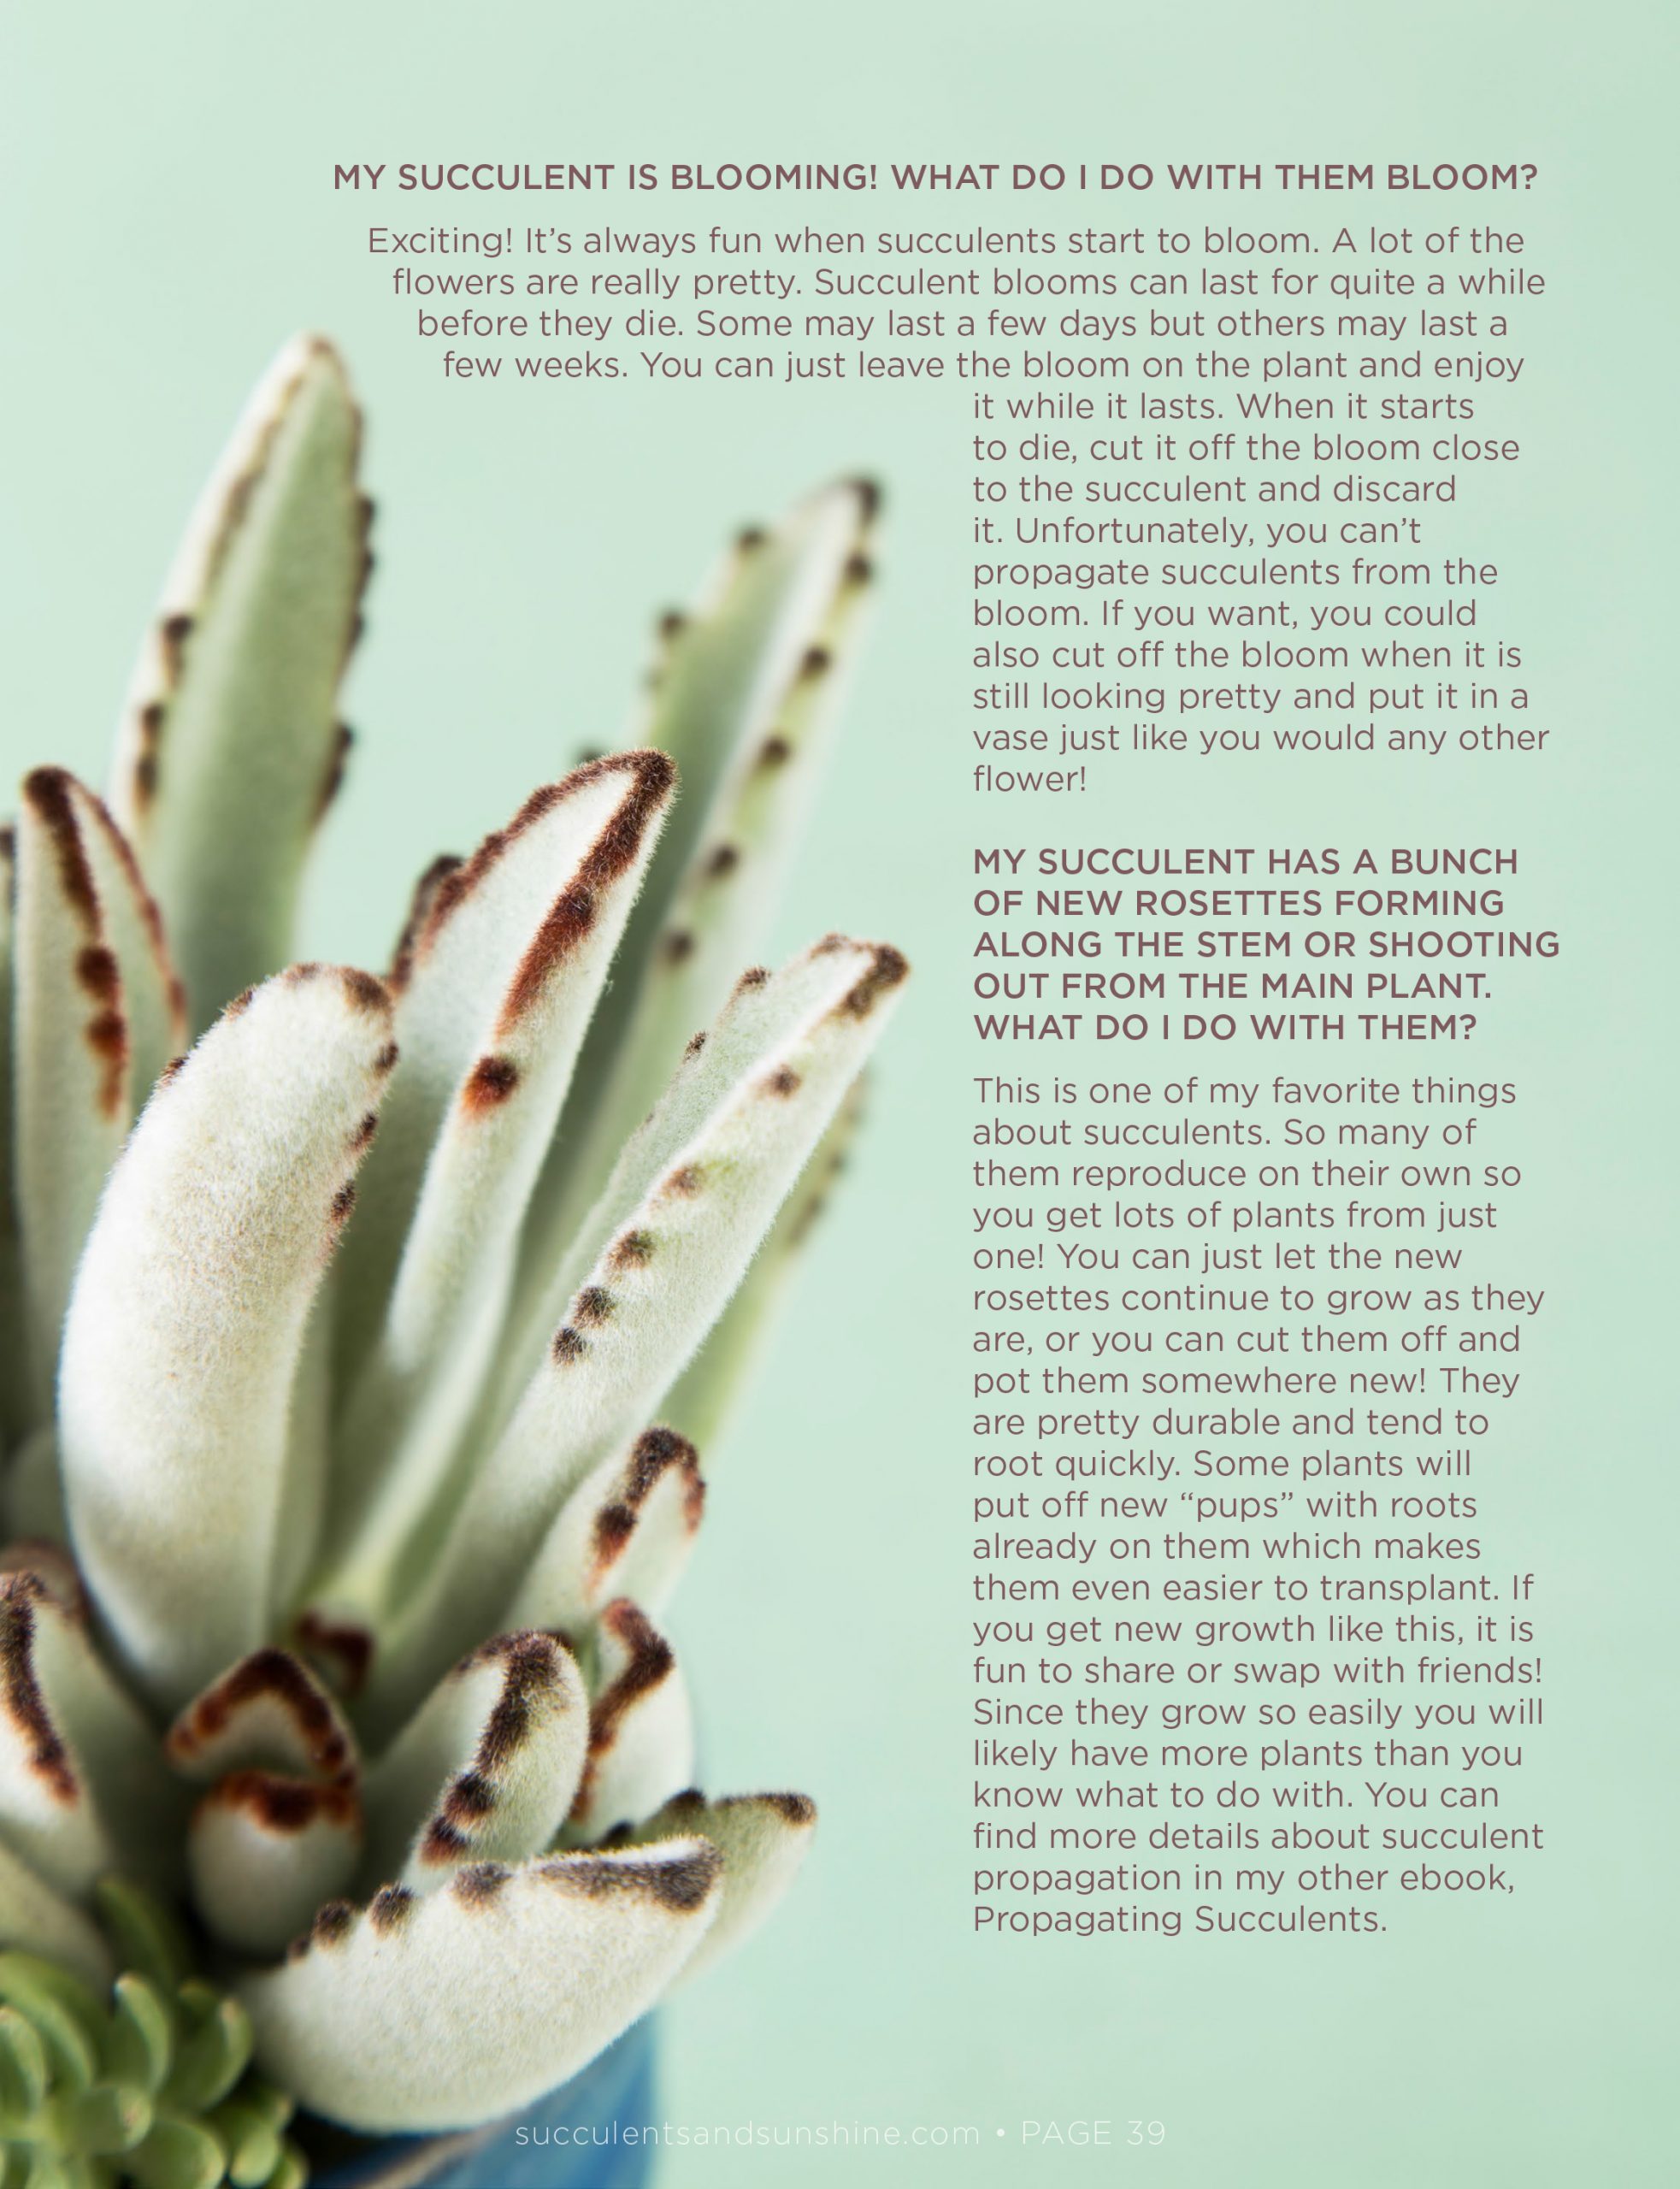 MY SUCCULENT IS BLOOMING! WHAT DO I DO WITH THEM BLOOM?
Exciting! It’s always fun when succulents start to bloom. A lot of the
flowers are really pretty. Succulent blooms can last for quite a while
before they die. Some may last a few days but others may last a
few weeks. You can just leave the bloom on the plant and enjoy
it while it lasts. When it starts
to die, cut it off the bloom close
to the succulent and discard
it. Unfortunately, you can’t
propagate succulents from the
bloom. If you want, you could
also cut off the bloom when it is
still looking pretty and put it in a
vase just like you would any other
flower!
MY SUCCULENT HAS A BUNCH
OF NEW ROSETTES FORMING
ALONG THE STEM OR SHOOTING
OUT FROM THE MAIN PLANT.
WHAT DO I DO WITH THEM?
This is one of my favorite things
about succulents. So many of
them reproduce on their own so
you get lots of plants from just
one! You can just let the new
rosettes continue to grow as they
are, or you can cut them off and
pot them somewhere new! They
are pretty durable and tend to
root quickly. Some plants will
put off new “pups” with roots
already on them which makes
them even easier to transplant. If
you get new growth like this, it is
fun to share or swap with friends!
Since they grow so easily you will
likely have more plants than you
know what to do with. You can
find more details about succulent
propagation in my other ebook,
Propagating Succulents.
succulentsandsunshine.com • PAGE 39